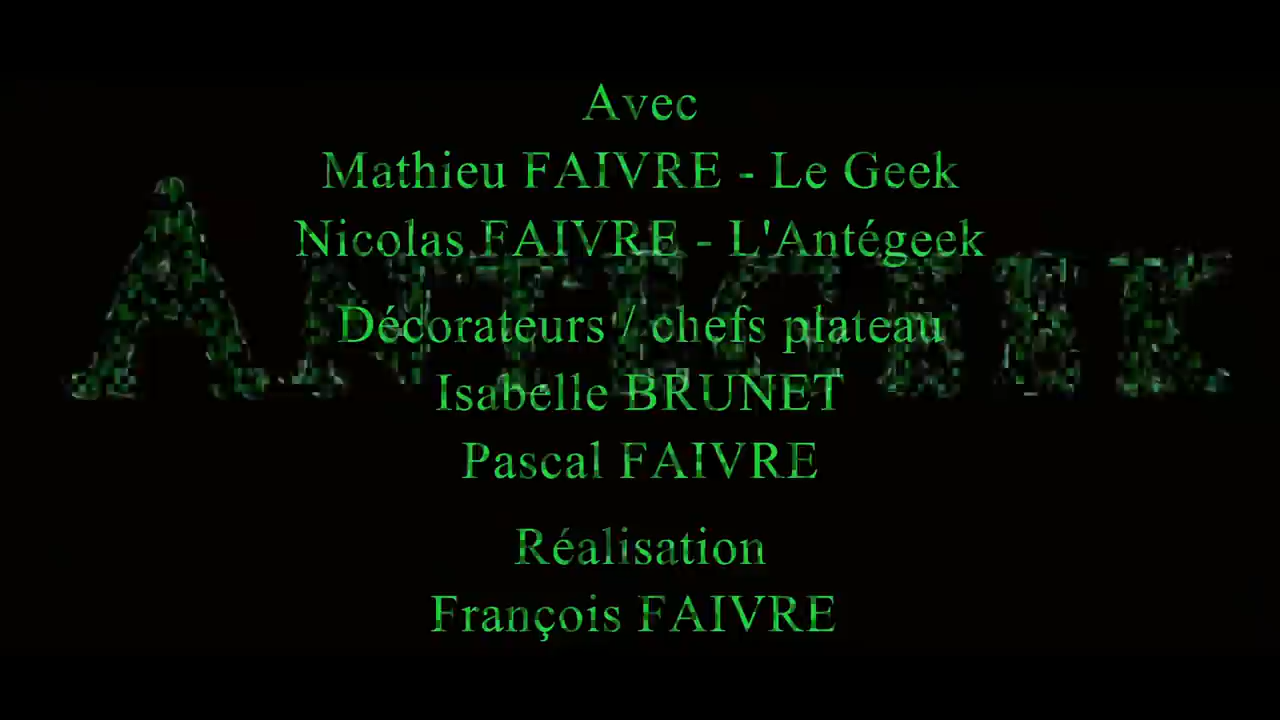 Avec
Mathieu FAIVRE - Le Geek
Nicolas FAIVRE - L'Antégeek
Décorateurs / chefs plateau
Isabelle BRUNET
Pascal FAIVRE
Réalisation
François FAIVRE